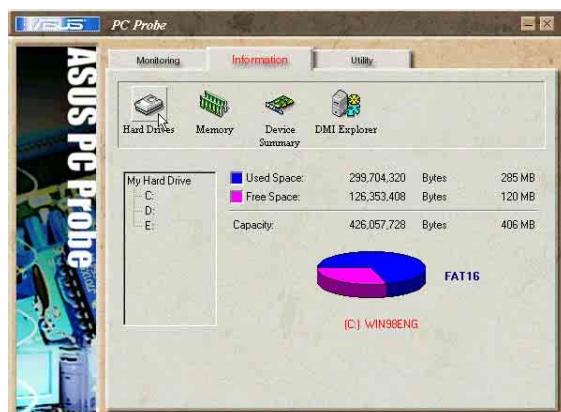 ASUS PC Probe
Monitoring Information Utility
Hard Drives Memory Device Summary DMI Explorer
My Hard Drive
C:
D:
E:
Used Space: 299,704,320 Bytes 285 MB
Free Space: 126,353,408 Bytes 120 MB
Capacity: 426,057,728 Bytes 406 MB
FAT16
(C:) WIN98ENG
ASUS PC Probe